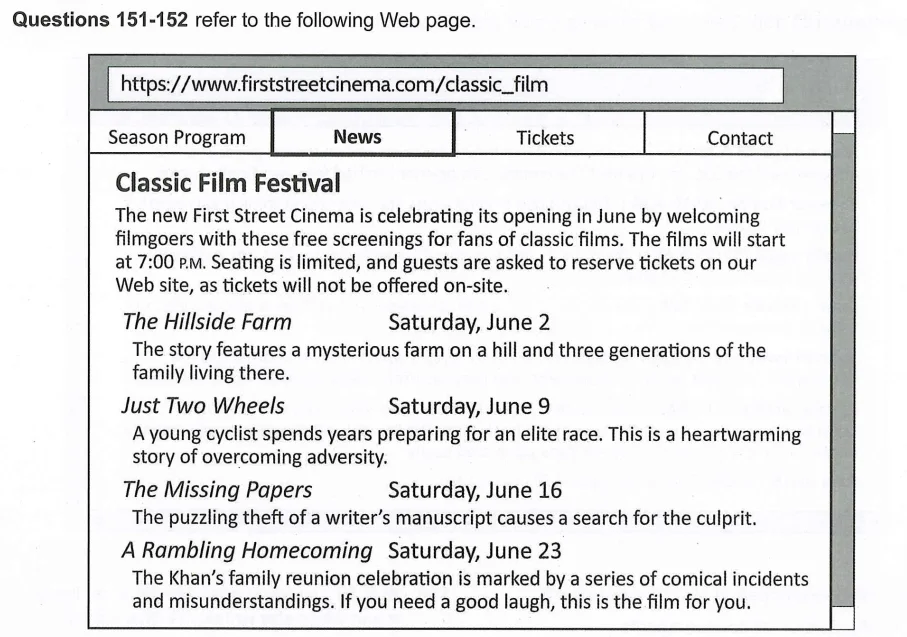 Questions 151-152 refer to the following Web page.
https://www.firststreetcinema.com/classic_film
Season Program News Tickets Contact
Classic Film Festival
The new First Street Cinema is celebrating its opening in June by welcoming
filmgoers with these free screenings for fans of classic films. The films will start
at 7:00 P.M. Seating is limited, and guests are asked to reserve tickets on our
Web site, as tickets will not be offered on-site.
The Hillside Farm Saturday, June 2
The story features a mysterious farm on a hill and three generations of the
family living there.
Just Two Wheels Saturday, June 9
A young cyclist spends years preparing for an elite race. This is a heartwarming
story of overcoming adversity.
The Missing Papers Saturday, June 16
The puzzling theft of a writer's manuscript causes a search for the culprit.
A Rambling Homecoming Saturday, June 23
The Khan's family reunion celebration is marked by a series of comical incidents
and misunderstandings. If you need a good laugh, this is the film for you.